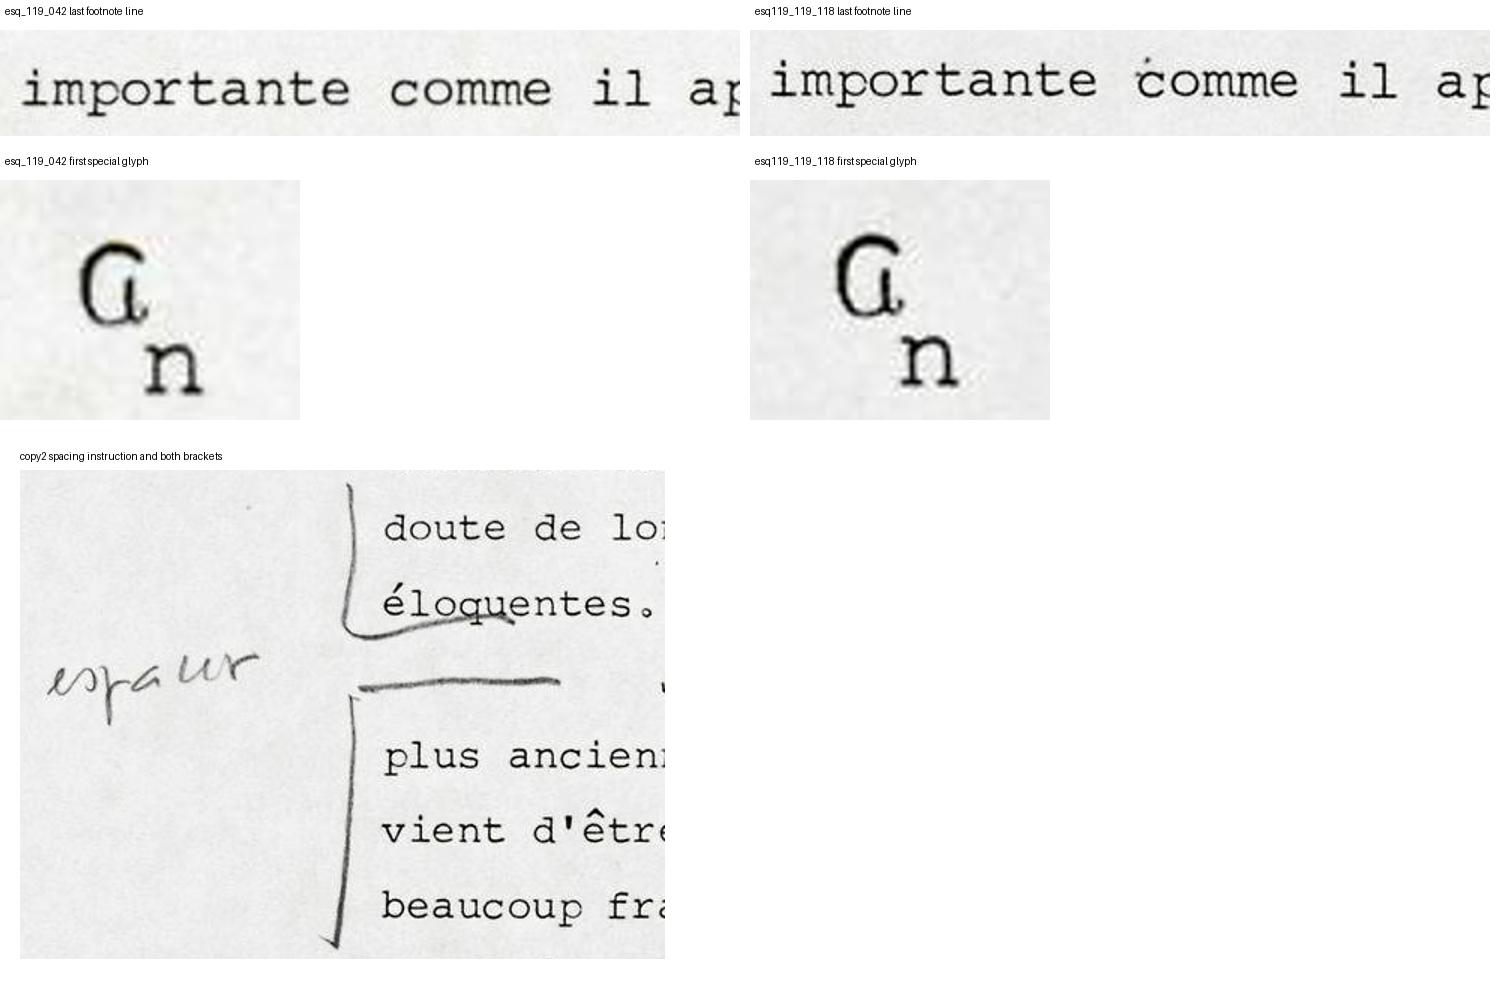 esq_119_042 last footnote line
esq119_119_118 last footnote line
importante comme il ap
importante comme il ap
esq_119_042 first special glyph
esq119_119_118 first special glyph
G
n
G
n
copy2 spacing instruction and both brackets
doute de lo
éloquentes.
espacer
plus ancien
vient d'être
beaucoup fra